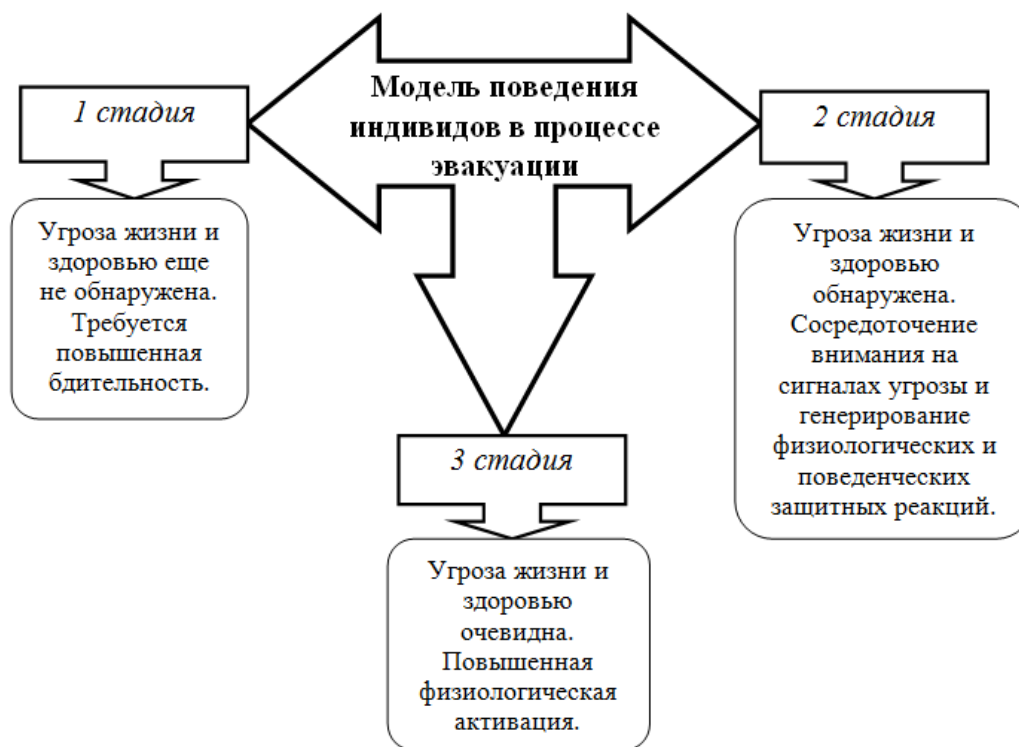 Модель поведения
индивидов в процессе
эвакуации
1 стадия
Угроза жизни и
здоровью еще
не обнаружена.
Требуется
повышенная
бдительность.
2 стадия
Угроза жизни и
здоровью
обнаружена.
Сосредоточение
внимания на
сигналах угрозы и
генерирование
физиологических и
поведенческих
защитных реакций.
3 стадия
Угроза жизни и
здоровью
очевидна.
Повышенная
физиологическая
активация.